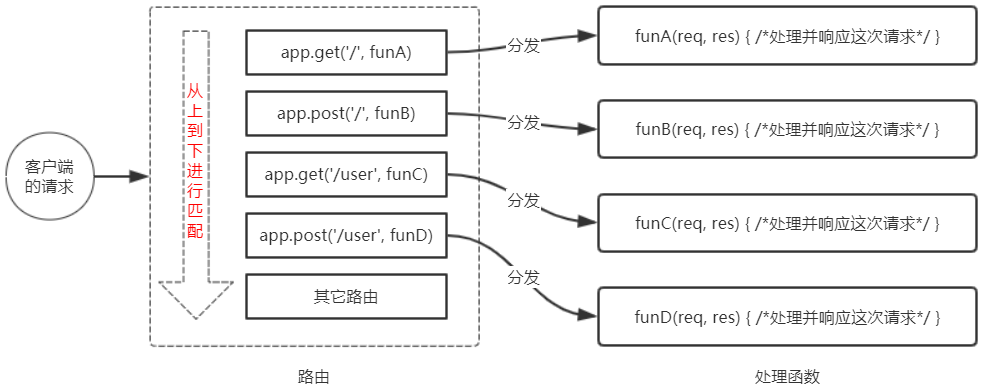 客户端
的请求
从上到下进行匹配
app.get('/', funA)
app.post('/', funB)
app.get('/user', funC)
app.post('/user', funD)
其它路由
分发
分发
分发
分发
funA(req, res) { /*处理并响应这次请求*/ }
funB(req, res) { /*处理并响应这次请求*/ }
funC(req, res) { /*处理并响应这次请求*/ }
funD(req, res) { /*处理并响应这次请求*/ }
路由
处理函数